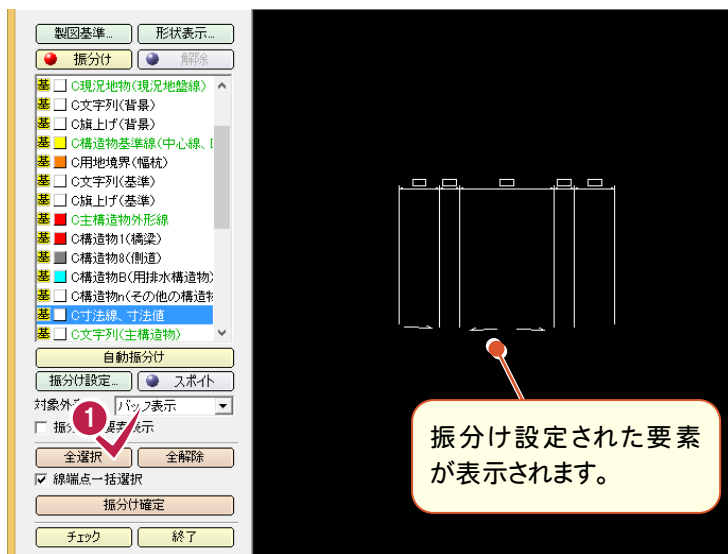 製図基準...
形状表示...
振分け
解除
基 C現況地物(現況地盤線)
基 C文字列(背景)
基 C旗上げ(背景)
基 C構造物基準線(中心線、
基 C用地境界(幅杭)
基 C文字列(基準)
基 C旗上げ(基準)
基 C主構造物外形線
基 C構造物1(橋梁)
基 C構造物8(側道)
基 C構造物B(用排水構造物)
基 C構造物n(その他の構造物
基 C寸法線、寸法値
基 C文字列(主構造物)
自動振分け
振分け設定...
スポイト
対象外
バック表示
振分
要素表示
1
全選択
全解除
線端点一括選択
振分け確定
チェック
終了
振分け設定された要素
が表示されます。